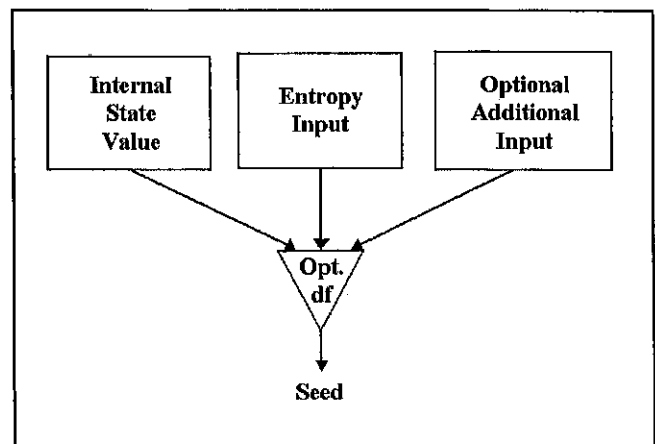 Internal
State
Value
Entropy
Input
Optional
Additional
Input
Opt.
df
Seed